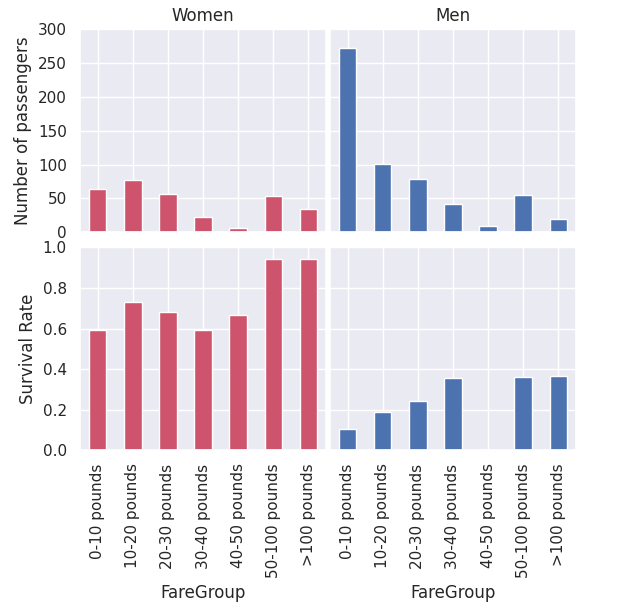 Women
Men
Number of passengers
300
250
200
150
100
50
0
Survival Rate
1.0
0.8
0.6
0.4
0.2
0.0
0-10 pounds
10-20 pounds
20-30 pounds
30-40 pounds
40-50 pounds
50-100 pounds
>100 pounds
FareGroup
0-10 pounds
10-20 pounds
20-30 pounds
30-40 pounds
40-50 pounds
50-100 pounds
>100 pounds
FareGroup